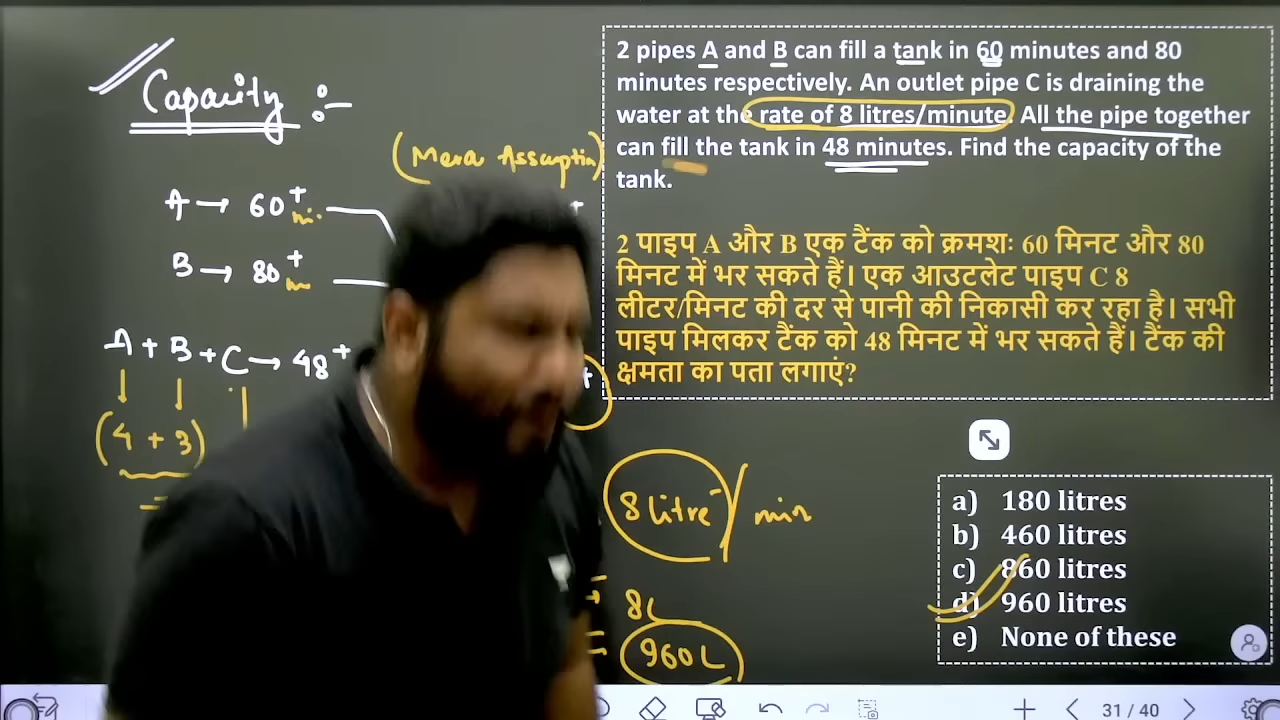 Capacity :-
(Mera Assumption)
A → 60+ mi.
B → 80+ m
A + B + C → 48+
(4 + 3)
2 pipes A and B can fill a tank in 60 minutes and 80
minutes respectively. An outlet pipe C is draining the
water at the rate of 8 litres/minute. All the pipe together
can fill the tank in 48 minutes. Find the capacity of the
tank.
2 पाइप A और B एक टैंक को क्रमशः 60 मिनट और 80
मिनट में भर सकते हैं। एक आउटलेट पाइप C 8
लीटर/मिनट की दर से पानी की निकासी कर रहा है। सभी
पाइप मिलकर टैंक को 48 मिनट में भर सकते हैं। टैंक की
क्षमता का पता लगाएं?
8 litre / min
8L
960L
a) 180 litres
b) 460 litres
c) 860 litres
d) 960 litres
e) None of these
31 / 40